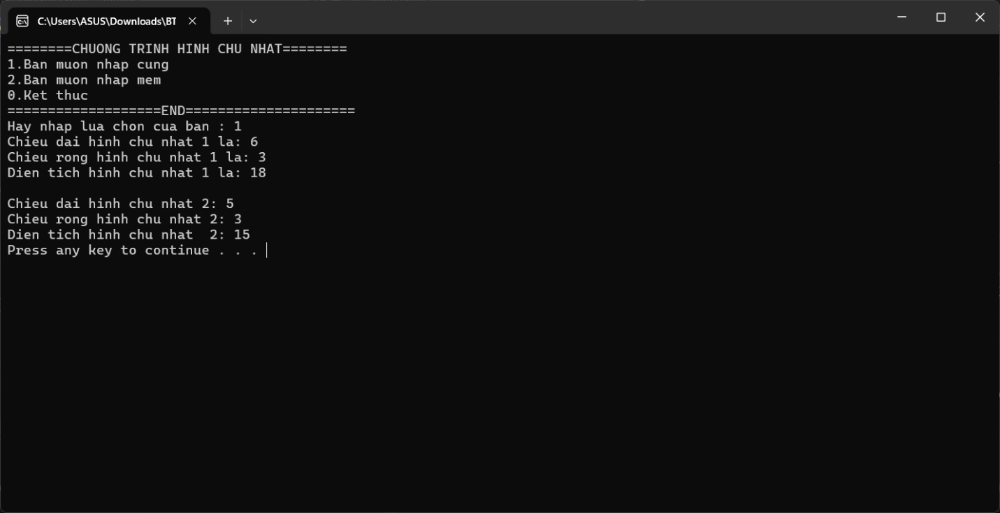 C:\Users\ASUS\Downloads\BT
========CHUONG TRINH HINH CHU NHAT========
1.Ban muon nhap cung
2.Ban muon nhap mem
0.Ket thuc
===================END=====================
Hay nhap lua chon cua ban : 1
Chieu dai hinh chu nhat 1 la: 6
Chieu rong hinh chu nhat 1 la: 3
Dien tich hinh chu nhat 1 la: 18
Chieu dai hinh chu nhat 2: 5
Chieu rong hinh chu nhat 2: 3
Dien tich hinh chu nhat  2: 15
Press any key to continue . . .